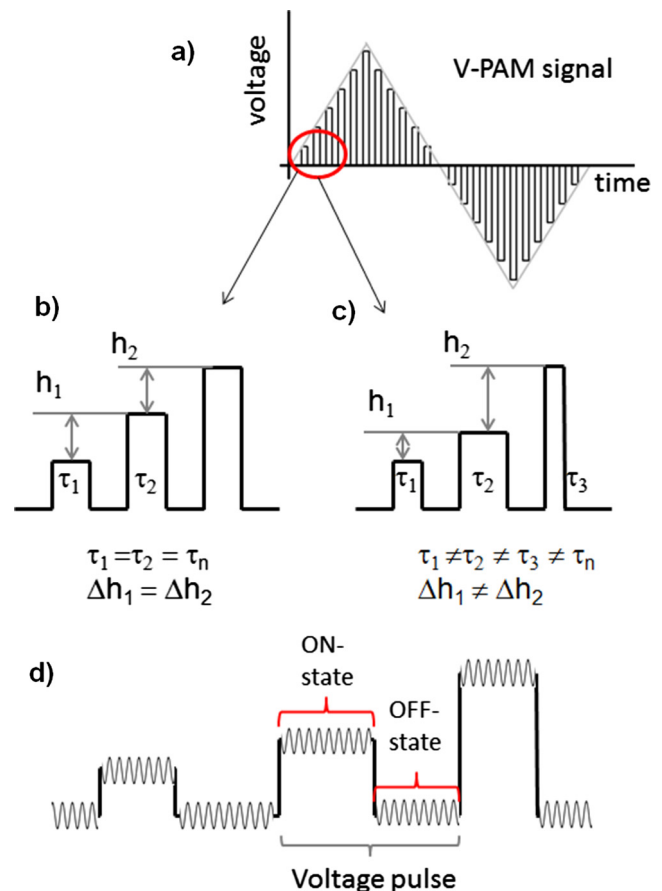 a)
voltage
V-PAM signal
time
b)
h₁
h₂
τ₁
τ₂
τ₁ =τ₂ = τₙ
Δh₁ = Δh₂
c)
h₁
h₂
τ₁
τ₂
τ₃
τ₁ ≠τ₂ ≠ τ₃ ≠ τₙ
Δh₁ ≠ Δh₂
d)
ON-
state
OFF-
state
Voltage pulse